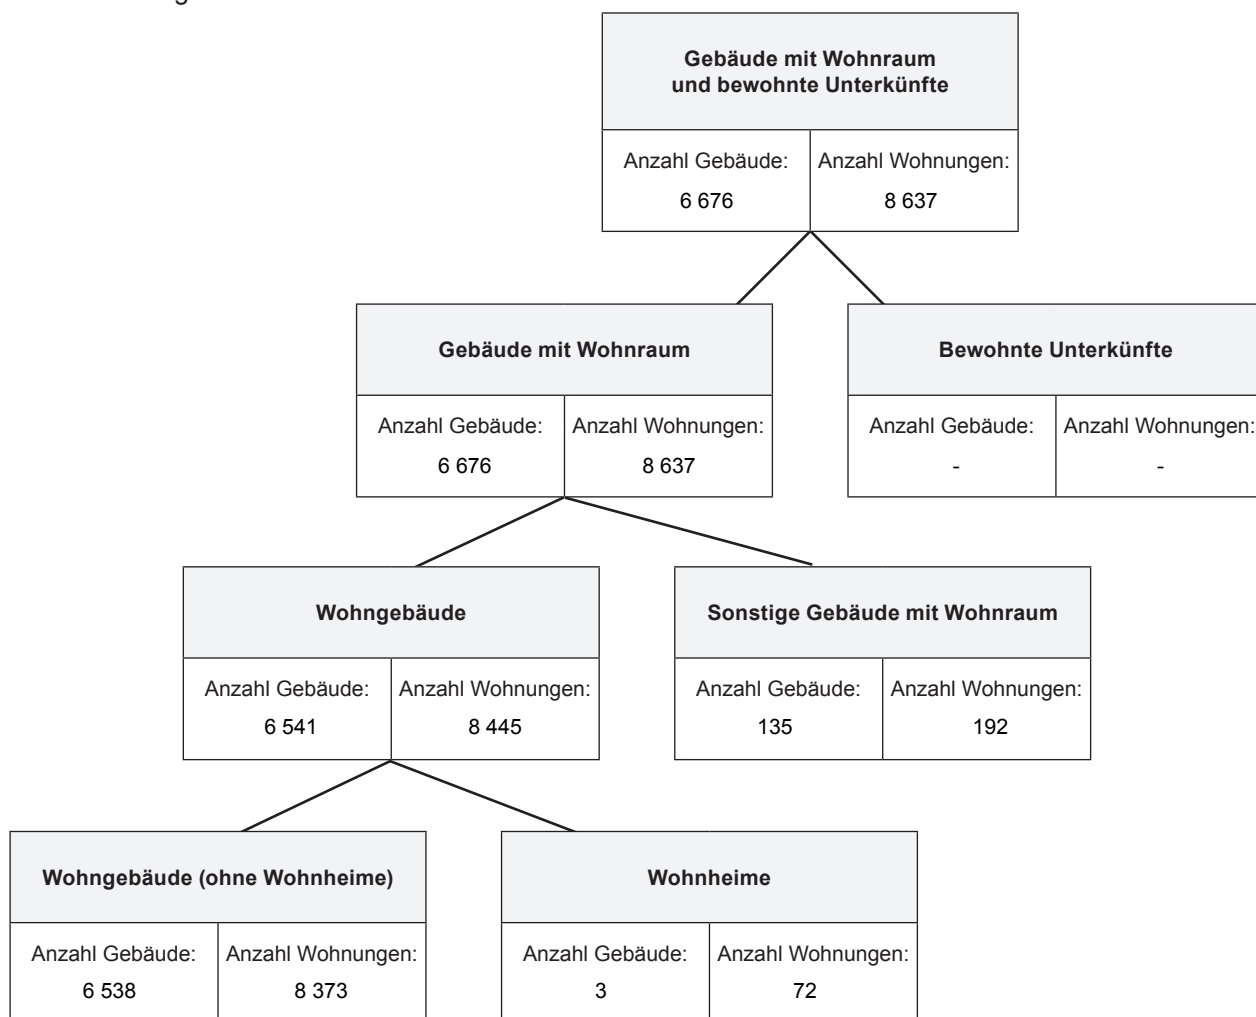 Gebäude mit Wohnraum
und bewohnte Unterkünfte
Anzahl Gebäude: Anzahl Wohnungen:
6 676 8 637
Gebäude mit Wohnraum
Anzahl Gebäude: Anzahl Wohnungen:
6 676 8 637
Bewohnte Unterkünfte
Anzahl Gebäude: Anzahl Wohnungen:
- -
Wohngebäude
Anzahl Gebäude: Anzahl Wohnungen:
6 541 8 445
Sonstige Gebäude mit Wohnraum
Anzahl Gebäude: Anzahl Wohnungen:
135 192
Wohngebäude (ohne Wohnheime)
Anzahl Gebäude: Anzahl Wohnungen:
6 538 8 373
Wohnheime
Anzahl Gebäude: Anzahl Wohnungen:
3 72